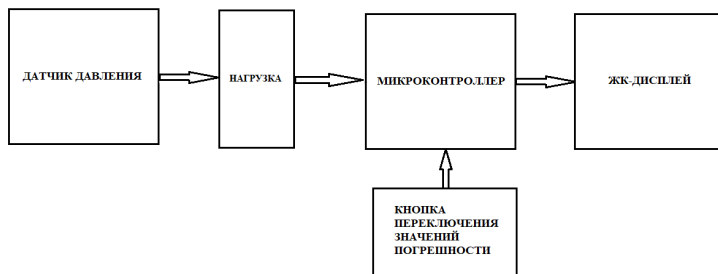 ДАТЧИК ДАВЛЕНИЯ
НАГРУЗКА
МИКРОКОНТРОЛЛЕР
ЖК-ДИСПЛЕЙ
КНОПКА
ПЕРЕКЛЮЧЕНИЯ
ЗНАЧЕНИЙ
ПОГРЕШНОСТИ